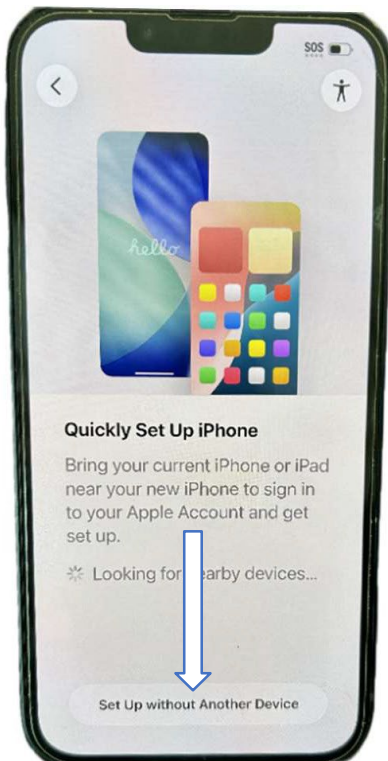 SOS
hello
Quickly Set Up iPhone
Bring your current iPhone or iPad
near your new iPhone to sign in
to your Apple Account and get
set up.
Looking for nearby devices...
Set Up without Another Device